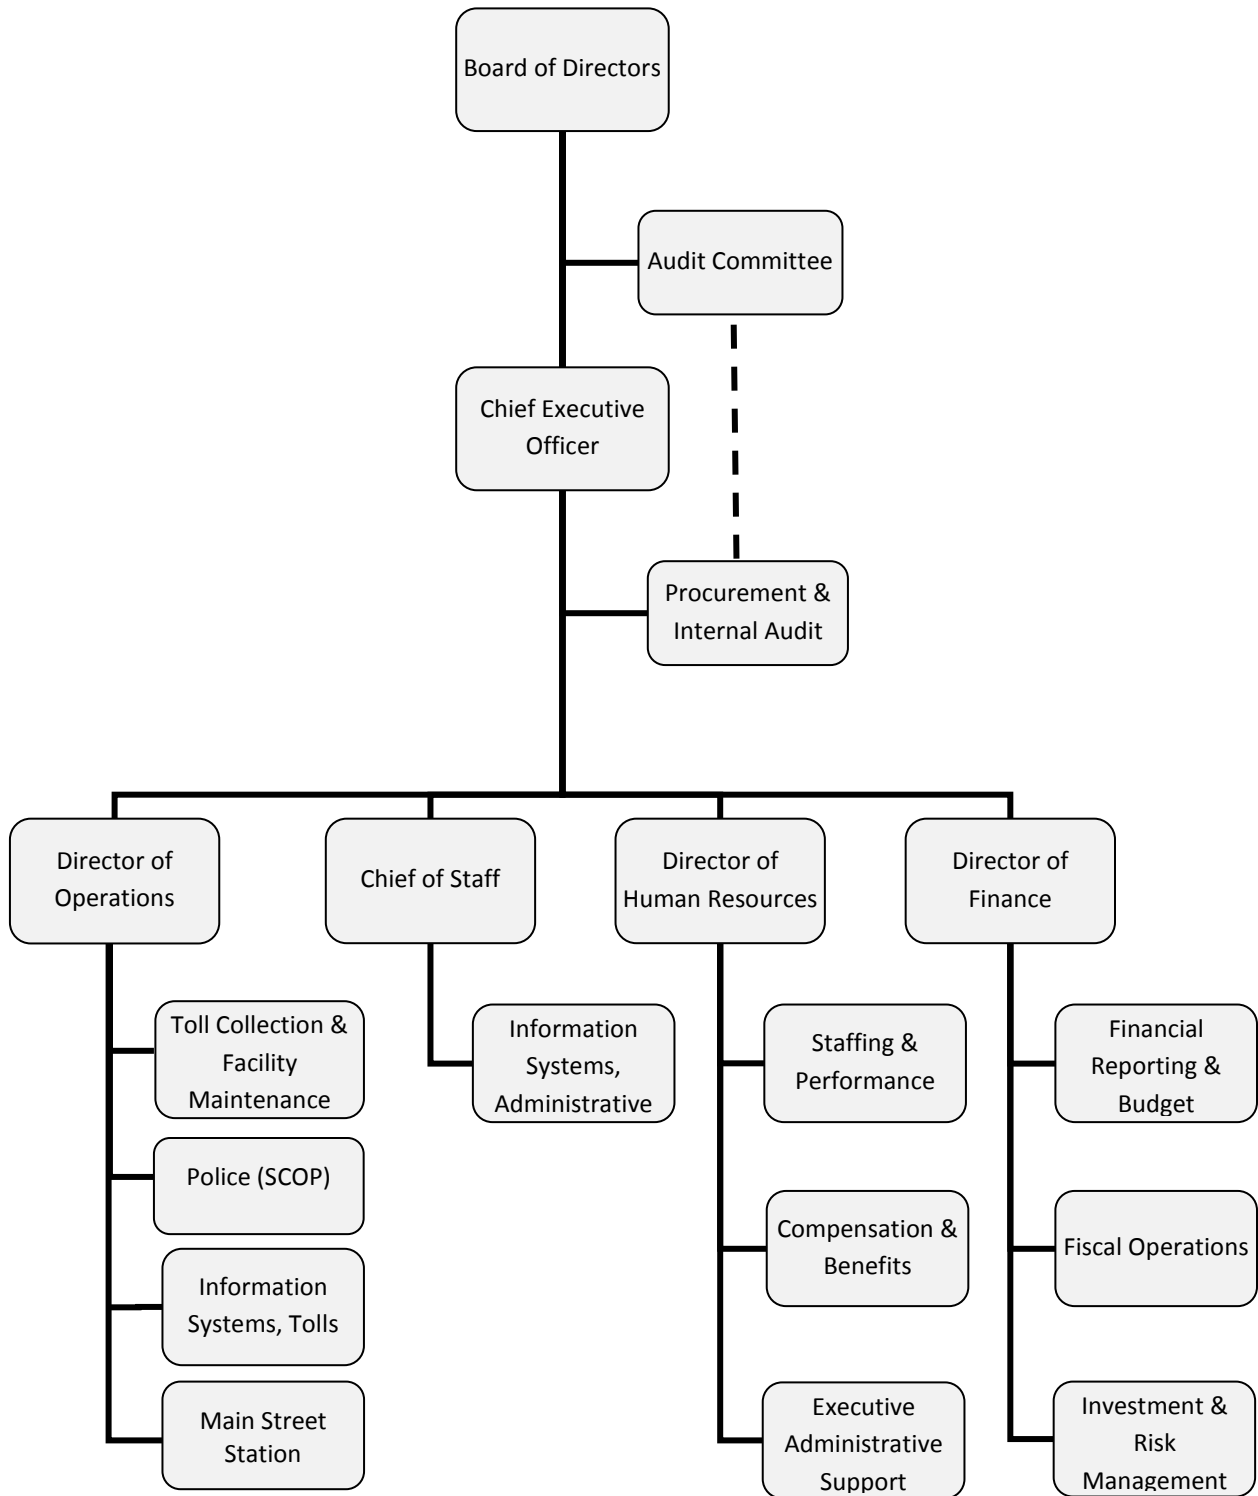 Board of Directors
Audit Committee
Chief Executive
Officer
Procurement &
Internal Audit
Director of
Operations
Chief of Staff
Director of
Human Resources
Director of
Finance
Toll Collection &
Facility
Maintenance
Police (SCOP)
Information
Systems, Tolls
Main Street
Station
Information
Systems,
Administrative
Staffing &
Performance
Compensation &
Benefits
Executive
Administrative
Support
Financial
Reporting &
Budget
Fiscal Operations
Investment &
Risk
Management